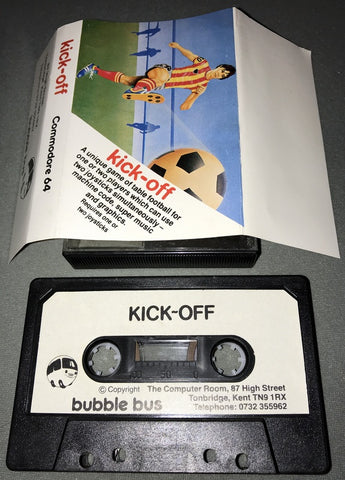 kick-off
Commodore 64
kick-off
A unique game of table football for
one or two players which can use
two joysticks simultaneously –
machine code, super music
and graphics.
Requires one or
two joysticks
KICK-OFF
© Copyright The Computer Room, 87 High Street
Tonbridge, Kent TN9 1RX
bubble bus Telephone: 0732 355962